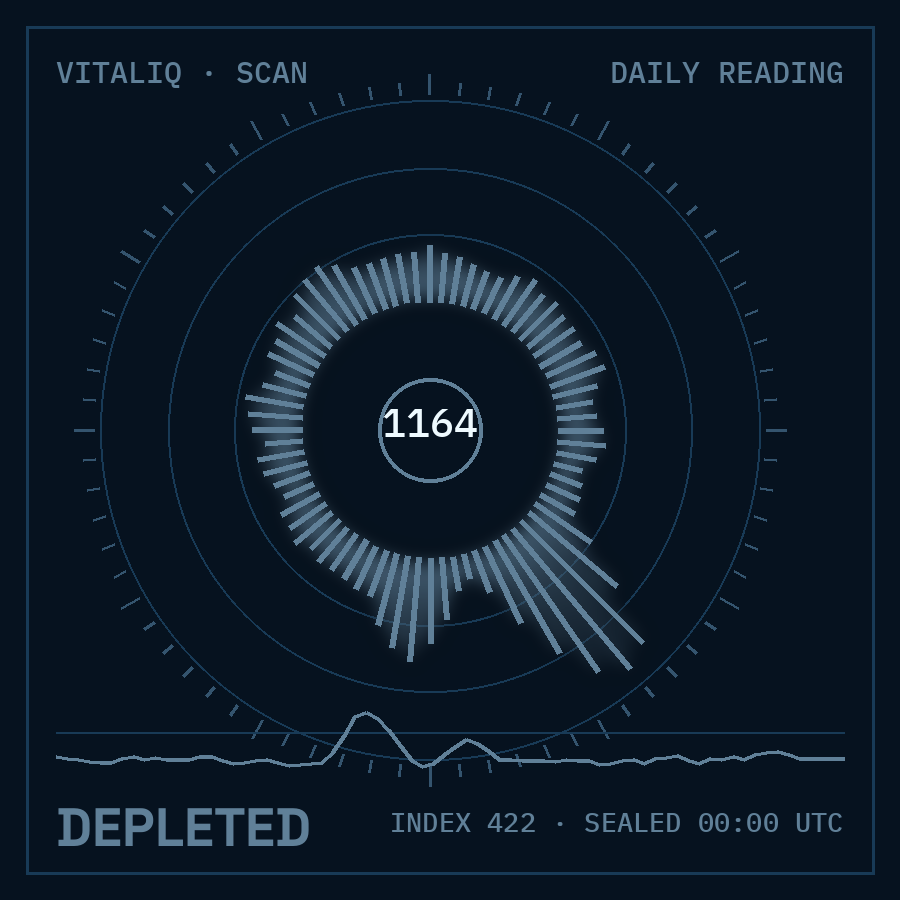 VITALIQ · SCAN
DAILY READING
1164
DEPLETED
INDEX 422 · SEALED 00:00 UTC